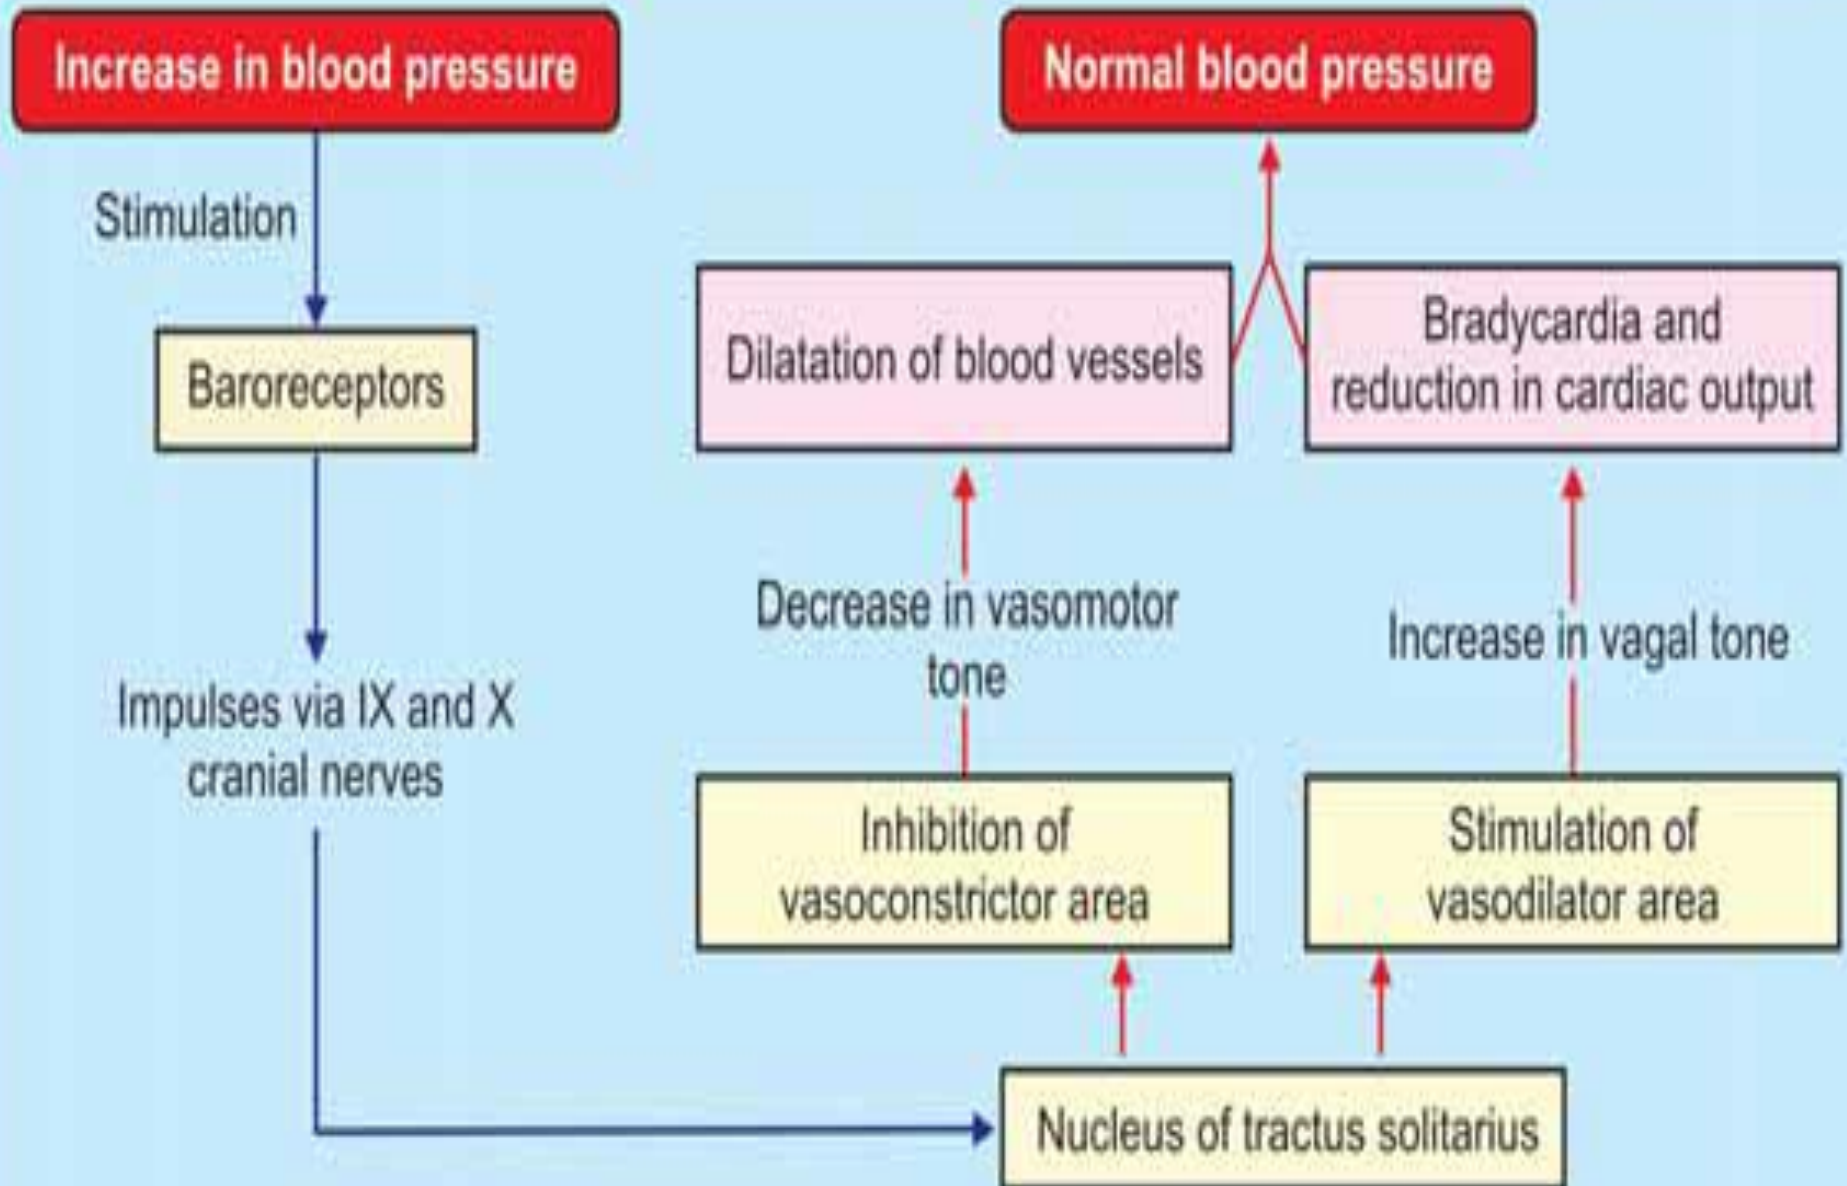 Increase in blood pressure
Normal blood pressure
Stimulation
Baroreceptors
Dilatation of blood vessels
Bradycardia and
reduction in cardiac output
Impulses via IX and X
cranial nerves
Decrease in vasomotor
tone
Increase in vagal tone
Inhibition of
vasoconstrictor area
Stimulation of
vasodilator area
Nucleus of tractus solitarius